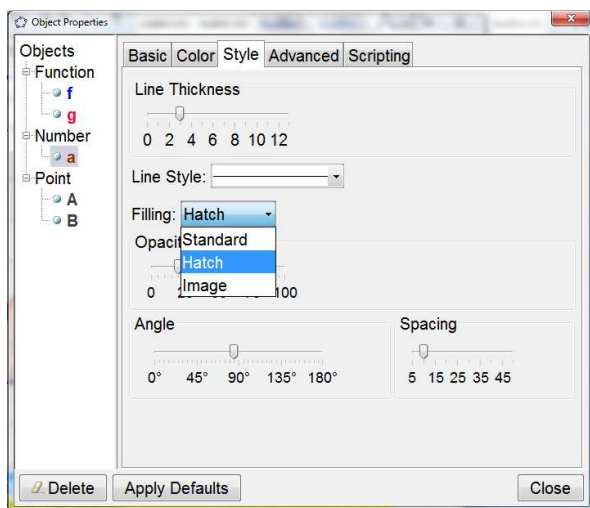 Object Properties
Objects
Function
f
g
Number
a
Point
A
B
Basic Color Style Advanced Scripting
Line Thickness
0 2 4 6 8 10 12
Line Style:
Filling: Hatch
Standard
Hatch
Image
0 100
Angle
0° 45° 90° 135° 180°
Spacing
5 15 25 35 45
Delete Apply Defaults Close